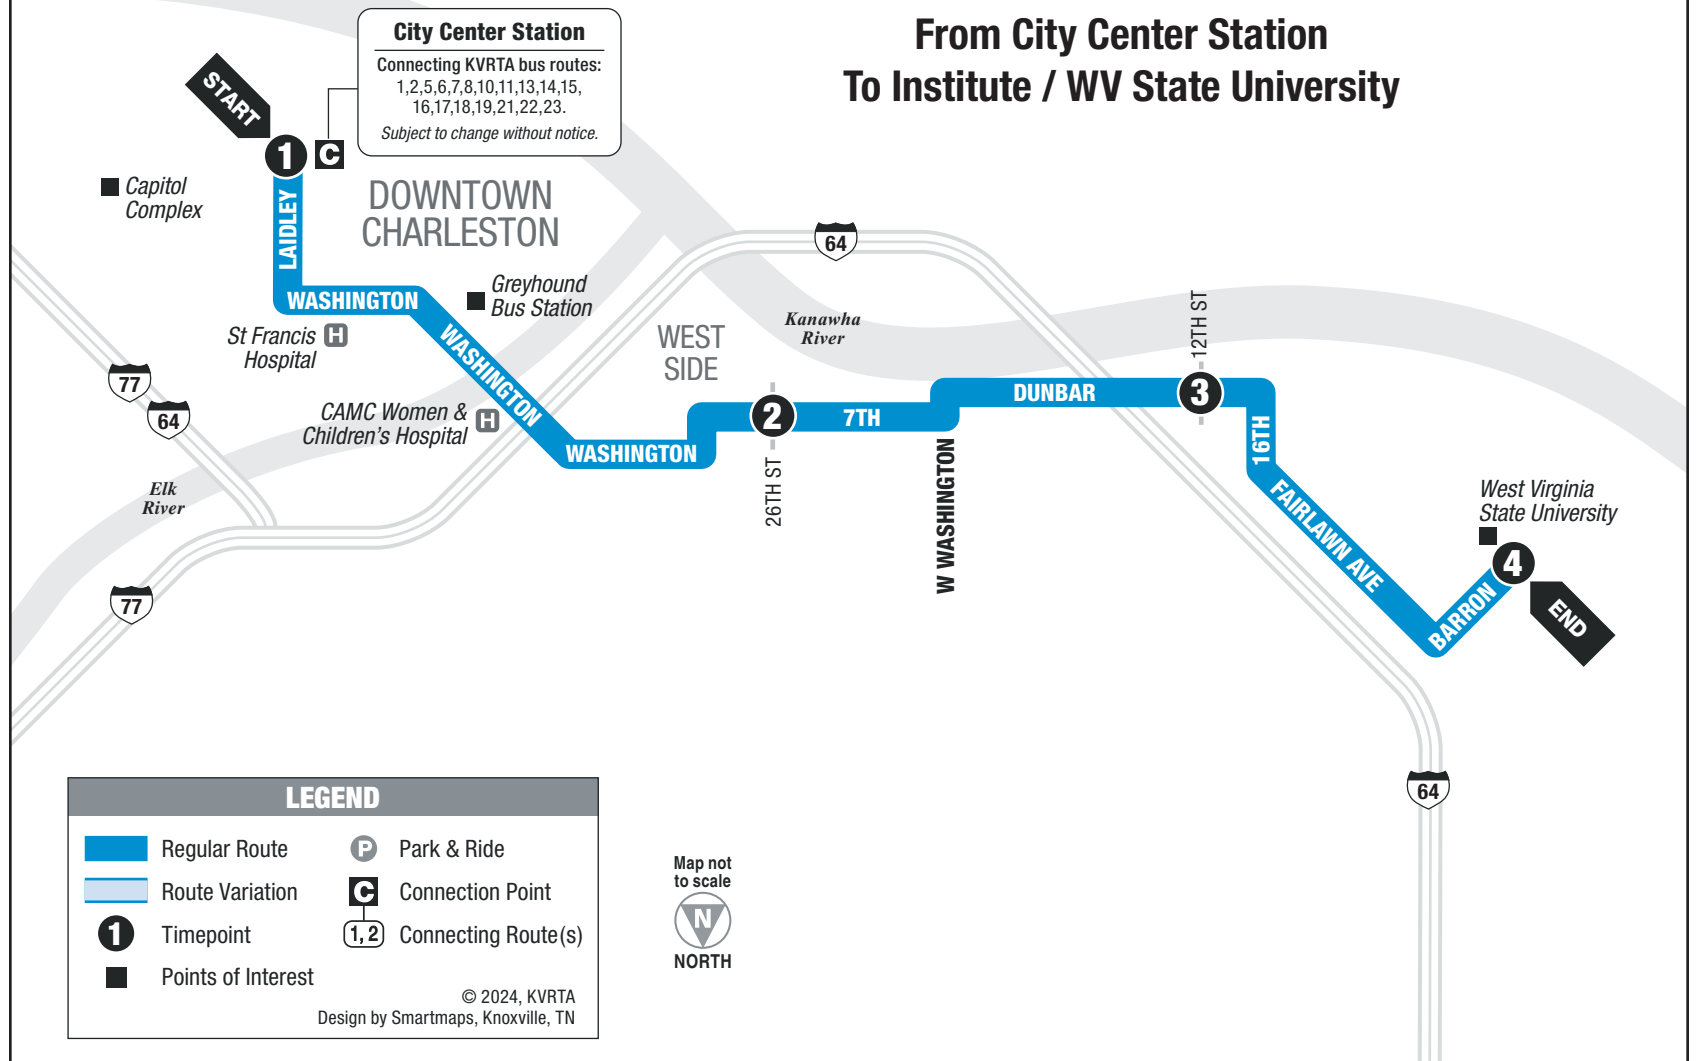 From City Center Station
To Institute / WV State University
City Center Station
Connecting KVRTA bus routes:
1,2,5,6,7,8,10,11,13,14,15,
16,17,18,19,21,22,23.
Subject to change without notice.
START
1
C
Capitol
Complex
DOWNTOWN
CHARLESTON
LAIDLEY
WASHINGTON
Greyhound
Bus Station
St Francis
Hospital
H
WASHINGTON
CAMC Women &
Children's Hospital
H
WASHINGTON
WEST
SIDE
Kanawha
River
64
77
64
Elk
River
77
2
26TH ST
7TH
W WASHINGTON
DUNBAR
12TH ST
3
16TH
FAIRLAWN AVE
BARRON
West Virginia
State University
4
END
64
LEGEND
Regular Route
Route Variation
1
Timepoint
Points of Interest
P
Park & Ride
C
Connection Point
1, 2
Connecting Route(s)
© 2024, KVRTA
Design by Smartmaps, Knoxville, TN
Map not
to scale
N
NORTH